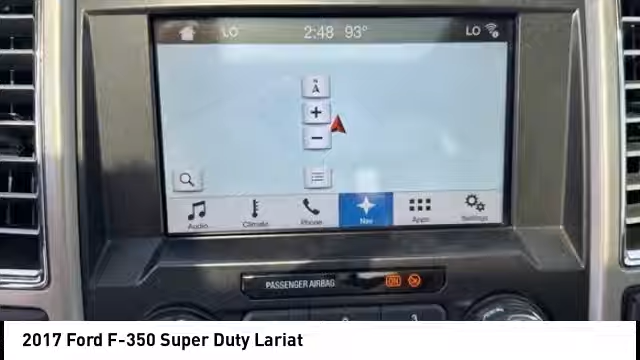 LO 2:48 93° LO
N
+
−
Audio Climate Phone Nav Apps Settings
PASSENGER AIRBAG ON
2017 Ford F-350 Super Duty Lariat